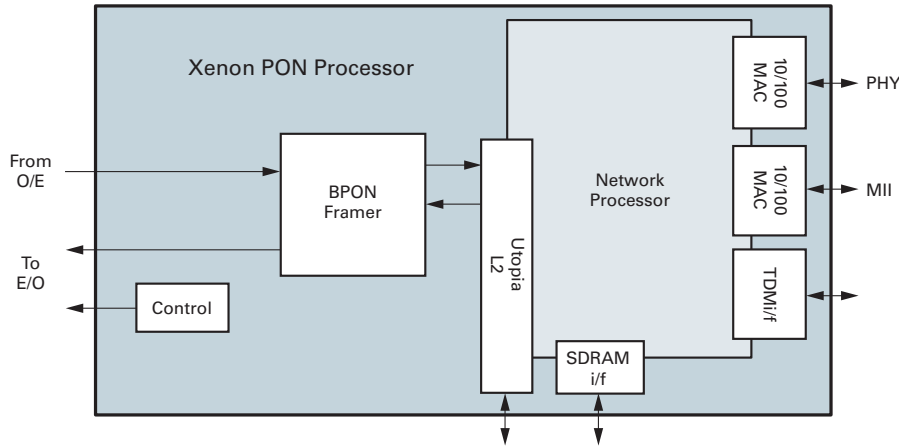 Xenon PON Processor
From
O/E
To
E/O
BPON
Framer
Control
Utopia
L2
Network
Processor
SDRAM
i/f
10/100
MAC
PHY
10/100
MAC
MII
TDMi/f